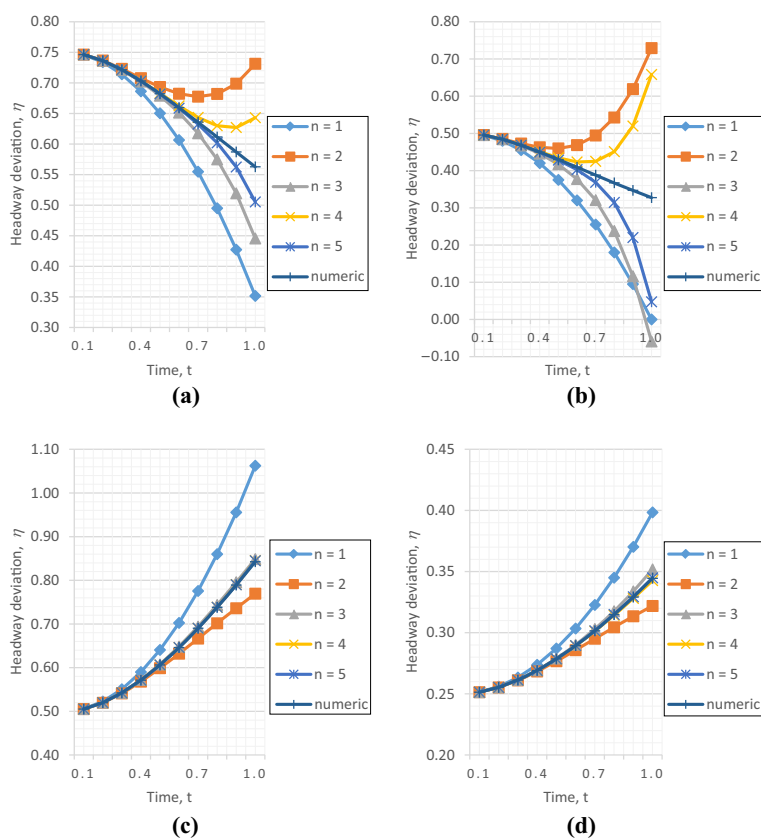 0.80
0.75
0.70
0.65
0.60
0.55
0.50
0.45
0.40
0.35
0.30
Headway deviation, η
0.1 0.4 0.7 1.0
Time, t
n = 1
n = 2
n = 3
n = 4
n = 5
numeric
(a)
0.80
0.70
0.60
0.50
0.40
0.30
0.20
0.10
0.00
−0.10
Headway deviation, η
0.1 0.4 0.7 1.0
Time, t
n = 1
n = 2
n = 3
n = 4
n = 5
numeric
(b)
1.10
1.00
0.90
0.80
0.70
0.60
0.50
0.40
Headway deviation, η
0.1 0.4 0.7 1.0
Time, t
n = 1
n = 2
n = 3
n = 4
n = 5
numeric
(c)
0.45
0.40
0.35
0.30
0.25
0.20
Headway deviation, η
0.1 0.4 0.7 1.0
Time, t
n = 1
n = 2
n = 3
n = 4
n = 5
numeric
(d)